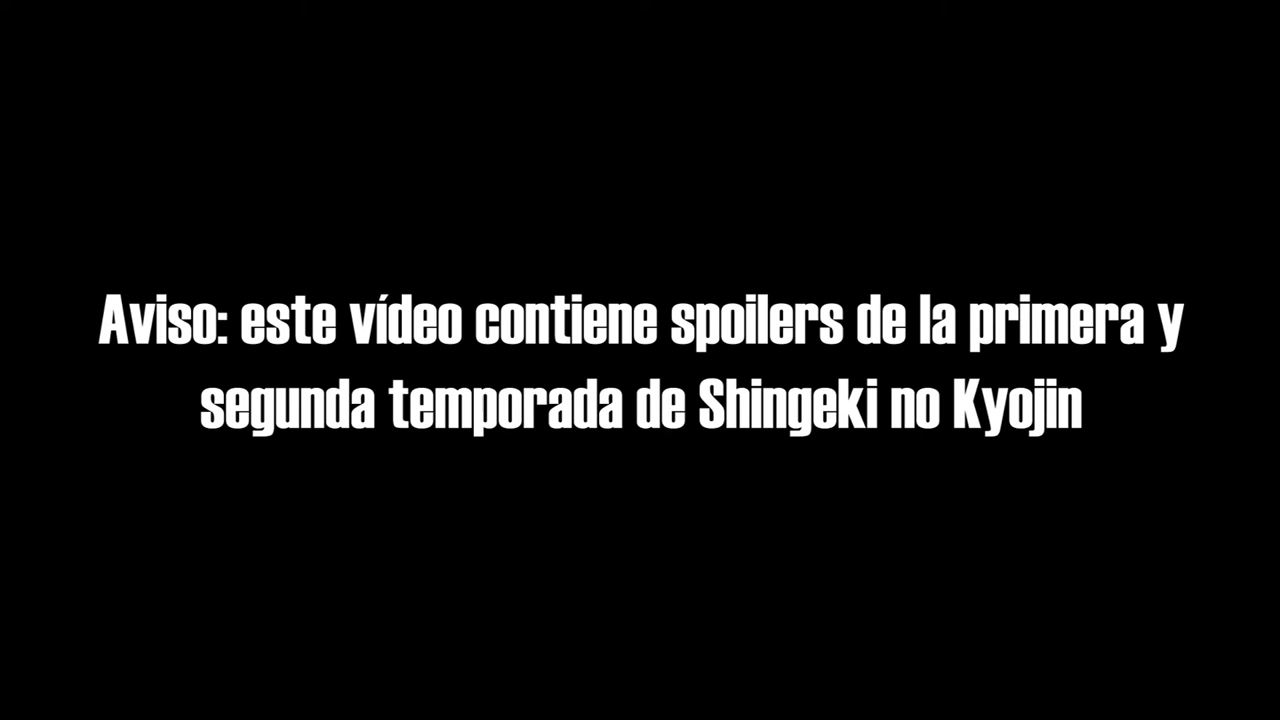 Aviso: este vídeo contiene spoilers de la primera y
segunda temporada de Shingeki no Kyojin